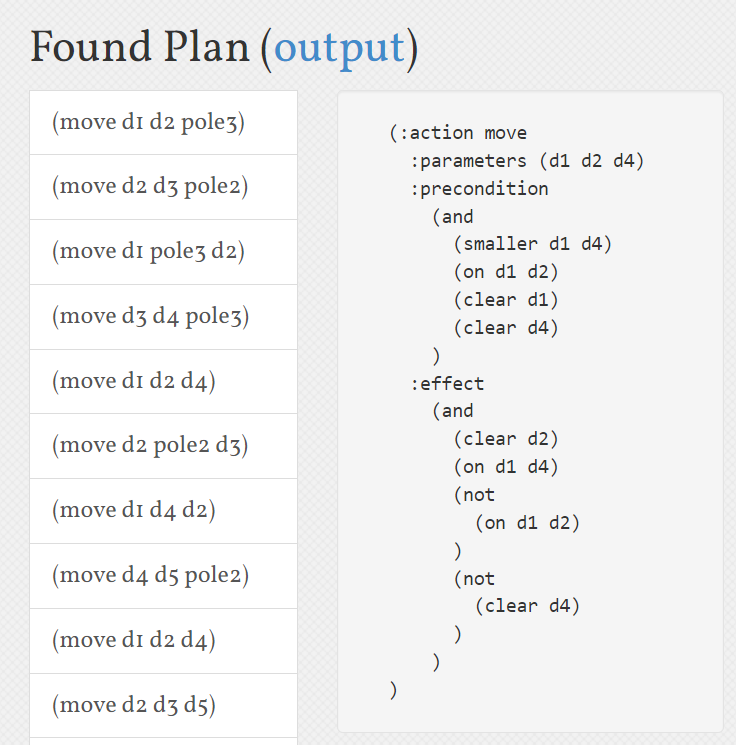 Found Plan (output)
(move d1 d2 pole3)
(move d2 d3 pole2)
(move d1 pole3 d2)
(move d3 d4 pole3)
(move d1 d2 d4)
(move d2 pole2 d3)
(move d1 d4 d2)
(move d4 d5 pole2)
(move d1 d2 d4)
(move d2 d3 d5)
(:action move
  :parameters (d1 d2 d4)
  :precondition
    (and
      (smaller d1 d4)
      (on d1 d2)
      (clear d1)
      (clear d4)
    )
  :effect
    (and
      (clear d2)
      (on d1 d4)
      (not
        (on d1 d2)
      )
      (not
        (clear d4)
      )
    )
)